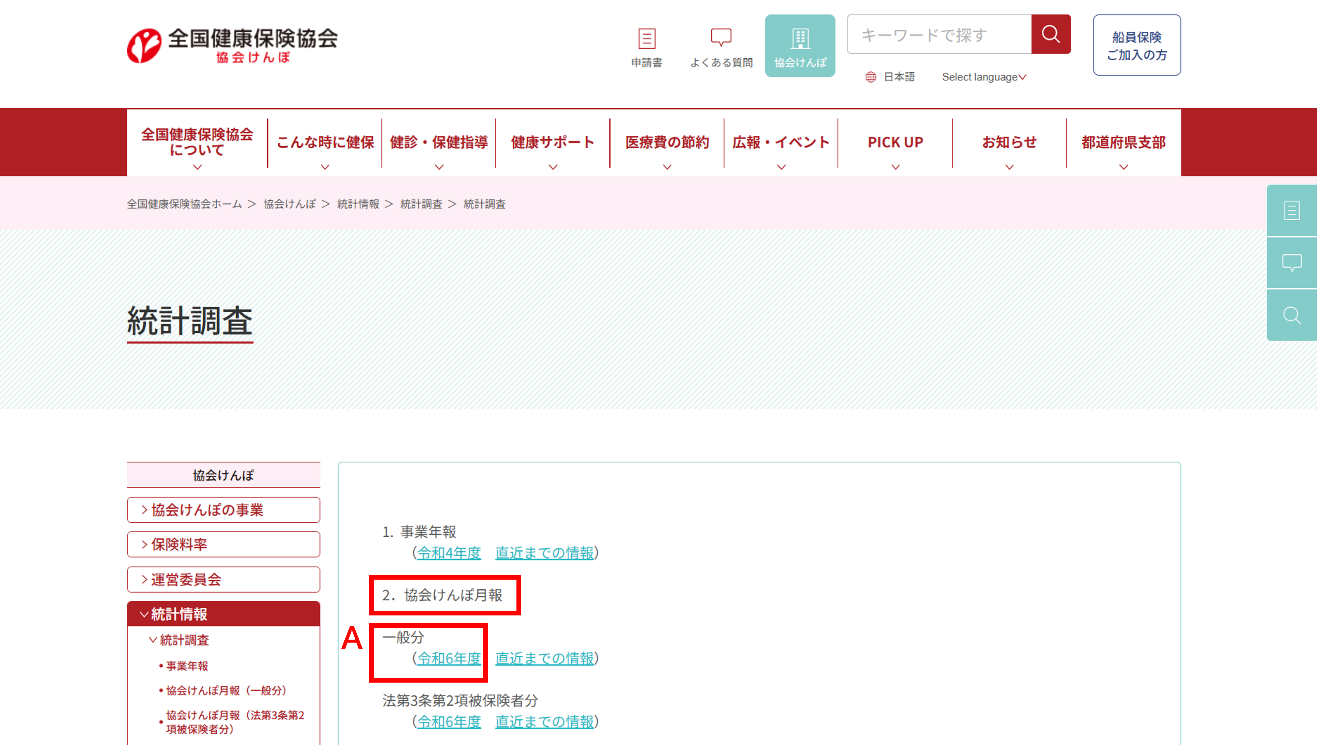 全国健康保険協会
協会けんぽ
申請書
よくある質問
協会けんぽ
キーワードで探す
日本語
Select language
船員保険
ご加入の方
全国健康保険協会
について
こんな時に健保
健診・保健指導
健康サポート
医療費の節約
広報・イベント
PICK UP
お知らせ
都道府県支部
全国健康保険協会ホーム > 協会けんぽ > 統計情報 > 統計調査 > 統計調査
統計調査
協会けんぽ
協会けんぽの事業
保険料率
運営委員会
統計情報
統計調査
・事業年報
・協会けんぽ月報（一般分）
・協会けんぽ月報（法第3条第2
項被保険者分）
1. 事業年報
（令和4年度　直近までの情報）
2．協会けんぽ月報
A
一般分
（令和6年度　直近までの情報）
法第3条第2項被保険者分
（令和6年度　直近までの情報）